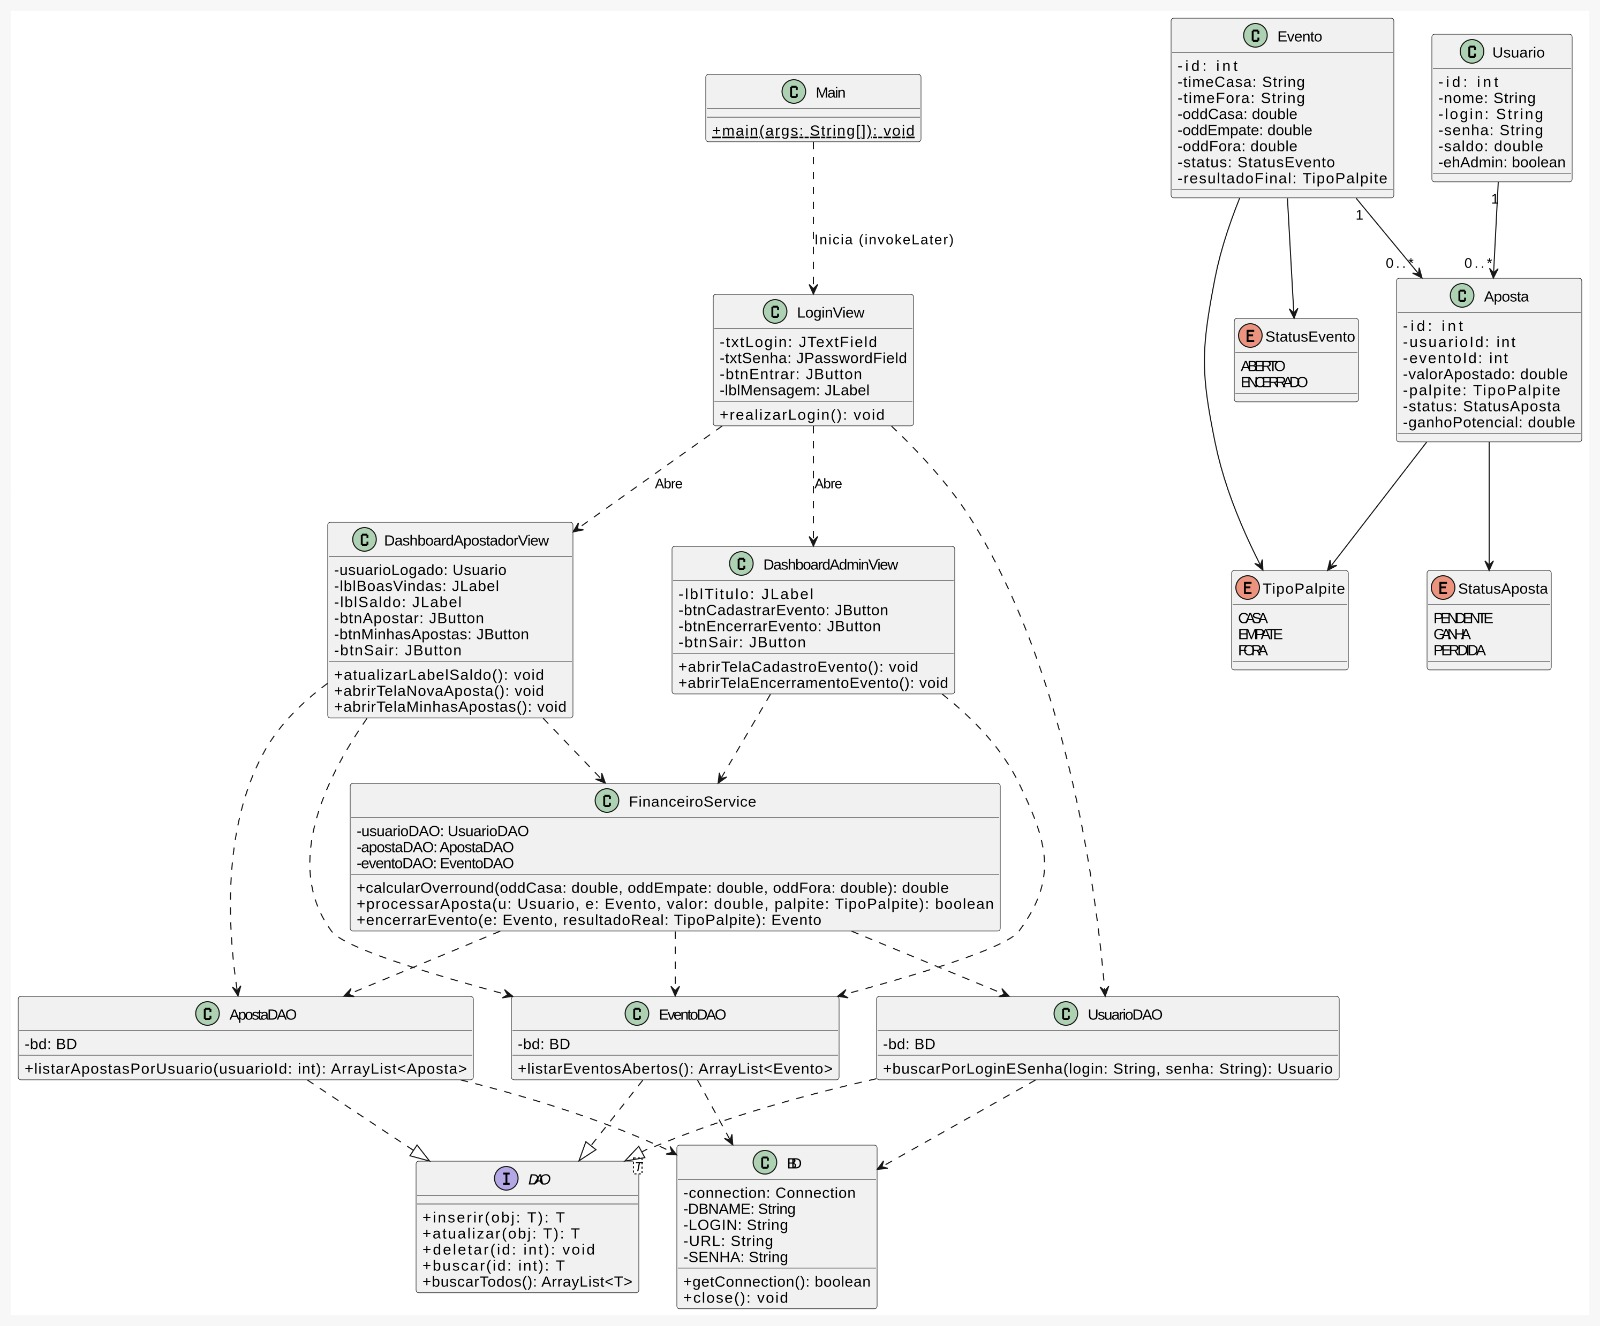 C Main
+main(args: String[]): void
Inicia (invokeLater)
C Evento
-id: int
-timeCasa: String
-timeFora: String
-oddCasa: double
-oddEmpate: double
-oddFora: double
-status: StatusEvento
-resultadoFinal: TipoPalpite
C Usuario
-id: int
-nome: String
-login: String
-senha: String
-saldo: double
-ehAdmin: boolean
1
1
0..*
0..*
C LoginView
-txtLogin: JTextField
-txtSenha: JPasswordField
-btnEntrar: JButton
-lblMensagem: JLabel
+realizarLogin(): void
E StatusEvento
ABERTO
ENCERRADO
C Aposta
-id: int
-usuarioId: int
-eventoId: int
-valorApostado: double
-palpite: TipoPalpite
-status: StatusAposta
-ganhoPotencial: double
Abre
Abre
C DashboardApostadorView
-usuarioLogado: Usuario
-lblBoasVindas: JLabel
-lblSaldo: JLabel
-btnApostar: JButton
-btnMinhasApostas: JButton
-btnSair: JButton
+atualizarLabelSaldo(): void
+abrirTelaNovaAposta(): void
+abrirTelaMinhasApostas(): void
C DashboardAdminView
-lblTitulo: JLabel
-btnCadastrarEvento: JButton
-btnEncerrarEvento: JButton
-btnSair: JButton
+abrirTelaCadastroEvento(): void
+abrirTelaEncerramentoEvento(): void
E TipoPalpite
CASA
EMPATE
FORA
E StatusAposta
PENDENTE
GANHA
PERDIDA
C FinanceiroService
-usuarioDAO: UsuarioDAO
-apostaDAO: ApostaDAO
-eventoDAO: EventoDAO
+calcularOverround(oddCasa: double, oddEmpate: double, oddFora: double): double
+processarAposta(u: Usuario, e: Evento, valor: double, palpite: TipoPalpite): boolean
+encerrarEvento(e: Evento, resultadoReal: TipoPalpite): Evento
C ApostaDAO
-bd: BD
+listarApostasPorUsuario(usuarioId: int): ArrayList<Aposta>
C EventoDAO
-bd: BD
+listarEventosAbertos(): ArrayList<Evento>
C UsuarioDAO
-bd: BD
+buscarPorLoginESenha(login: String, senha: String): Usuario
I DAO
T
+inserir(obj: T): T
+atualizar(obj: T): T
+deletar(id: int): void
+buscar(id: int): T
+buscarTodos(): ArrayList<T>
C BD
-connection: Connection
-DBNAME: String
-LOGIN: String
-URL: String
-SENHA: String
+getConnection(): boolean
+close(): void